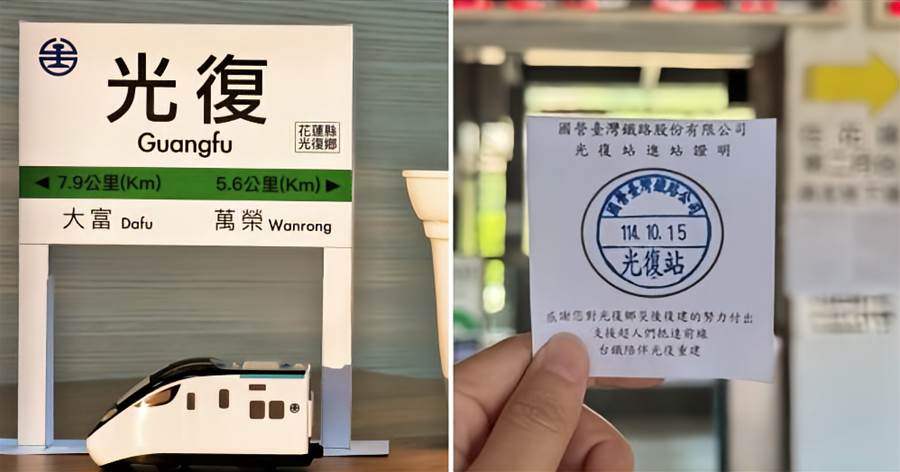 光復
Guangfu
花蓮縣
光復鄉
◀ 7.9公里(Km) 5.6公里(Km) ▶
大富 Dafu 萬榮 Wanrong
國營臺灣鐵路股份有限公司
光復站進站證明
國營臺灣鐵路公司
114.10.15
光復站
感謝您對光復鄉災後復建的努力付出
支援超人們抵達前線
台鐵陪伴光復重建